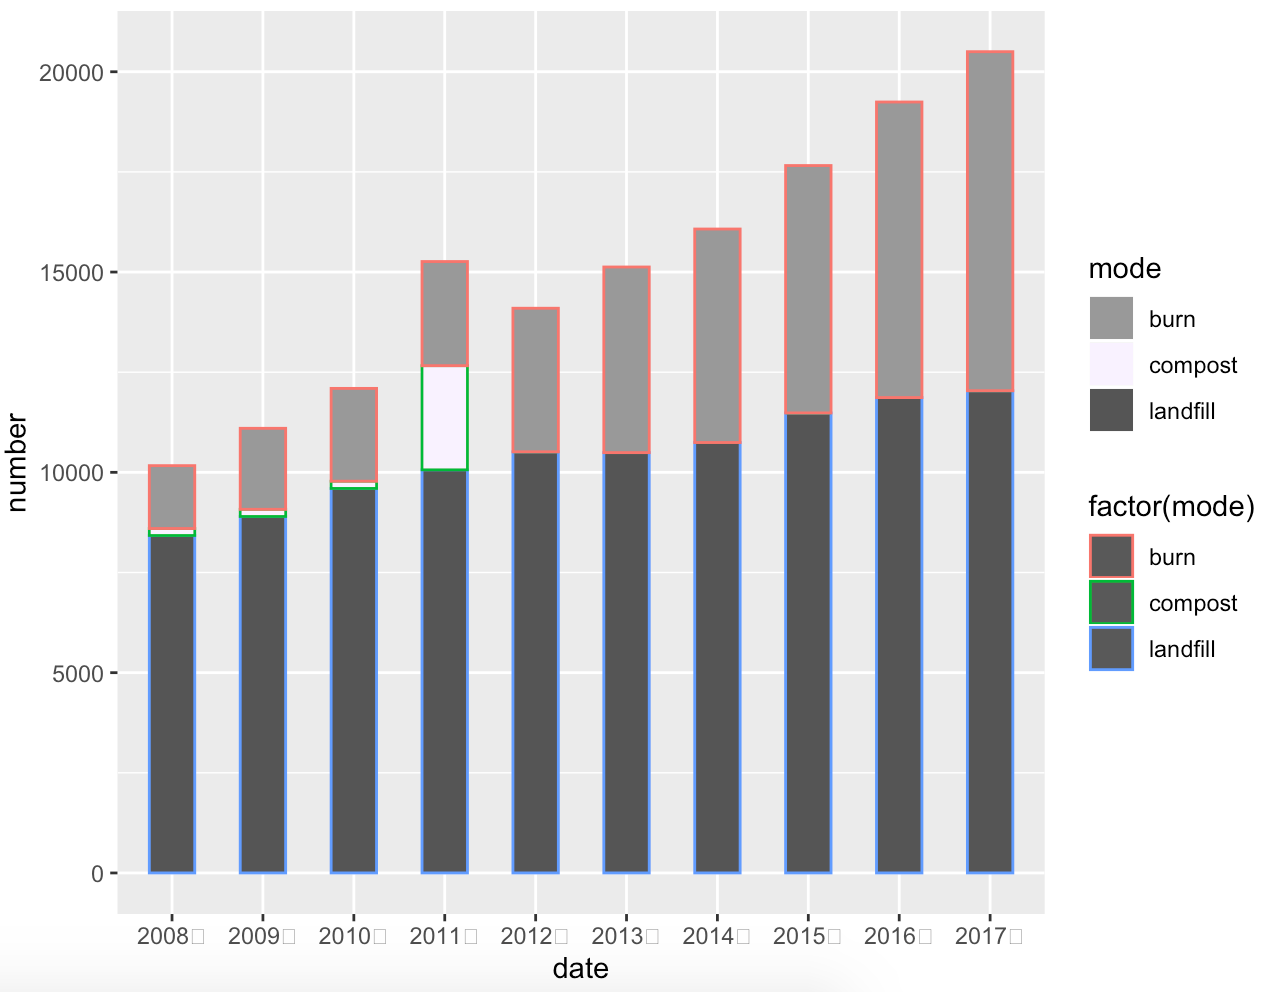 number
20000
15000
10000
5000
0
2008 2009 2010 2011 2012 2013 2014 2015 2016 2017
date
mode
burn
compost
landfill
factor(mode)
burn
compost
landfill